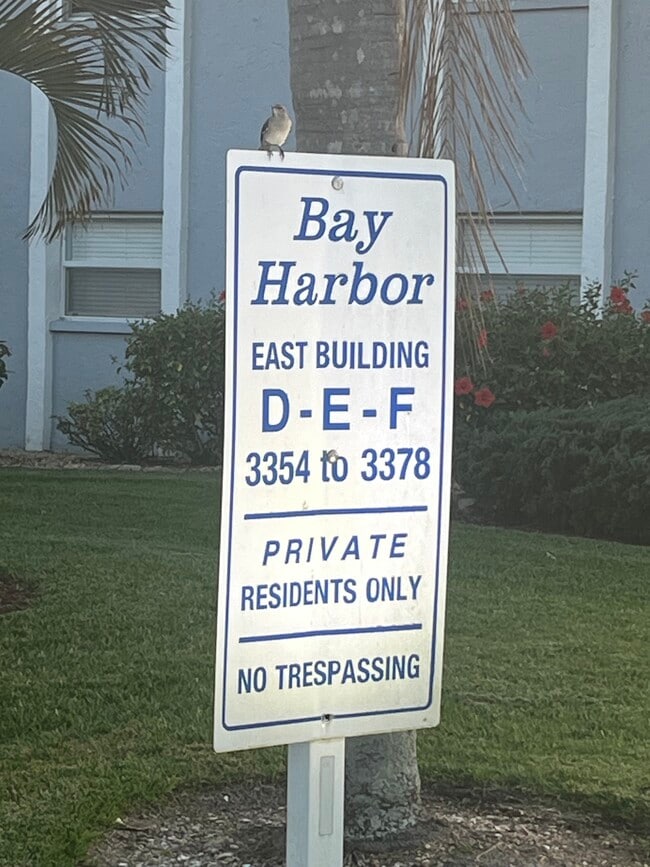 Bay
Harbor
EAST BUILDING
D-E-F
3354 to 3378
PRIVATE
RESIDENTS ONLY
NO TRESPASSING